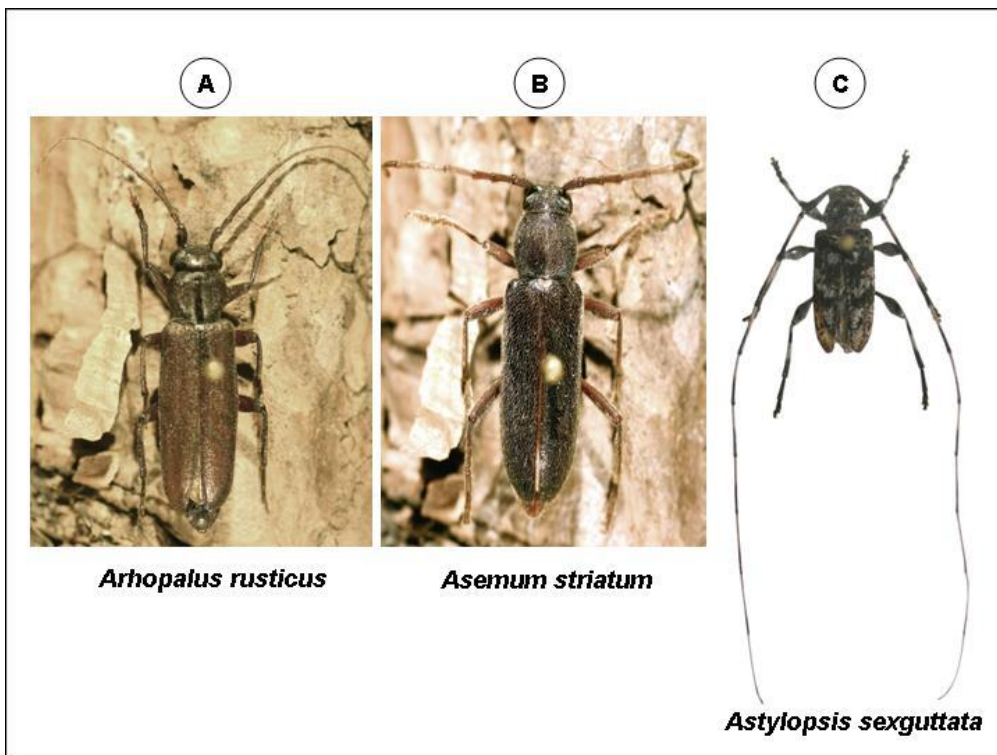 A
B
C
Arhopalus rusticus
Asemum striatum
Astylopsis sexguttata